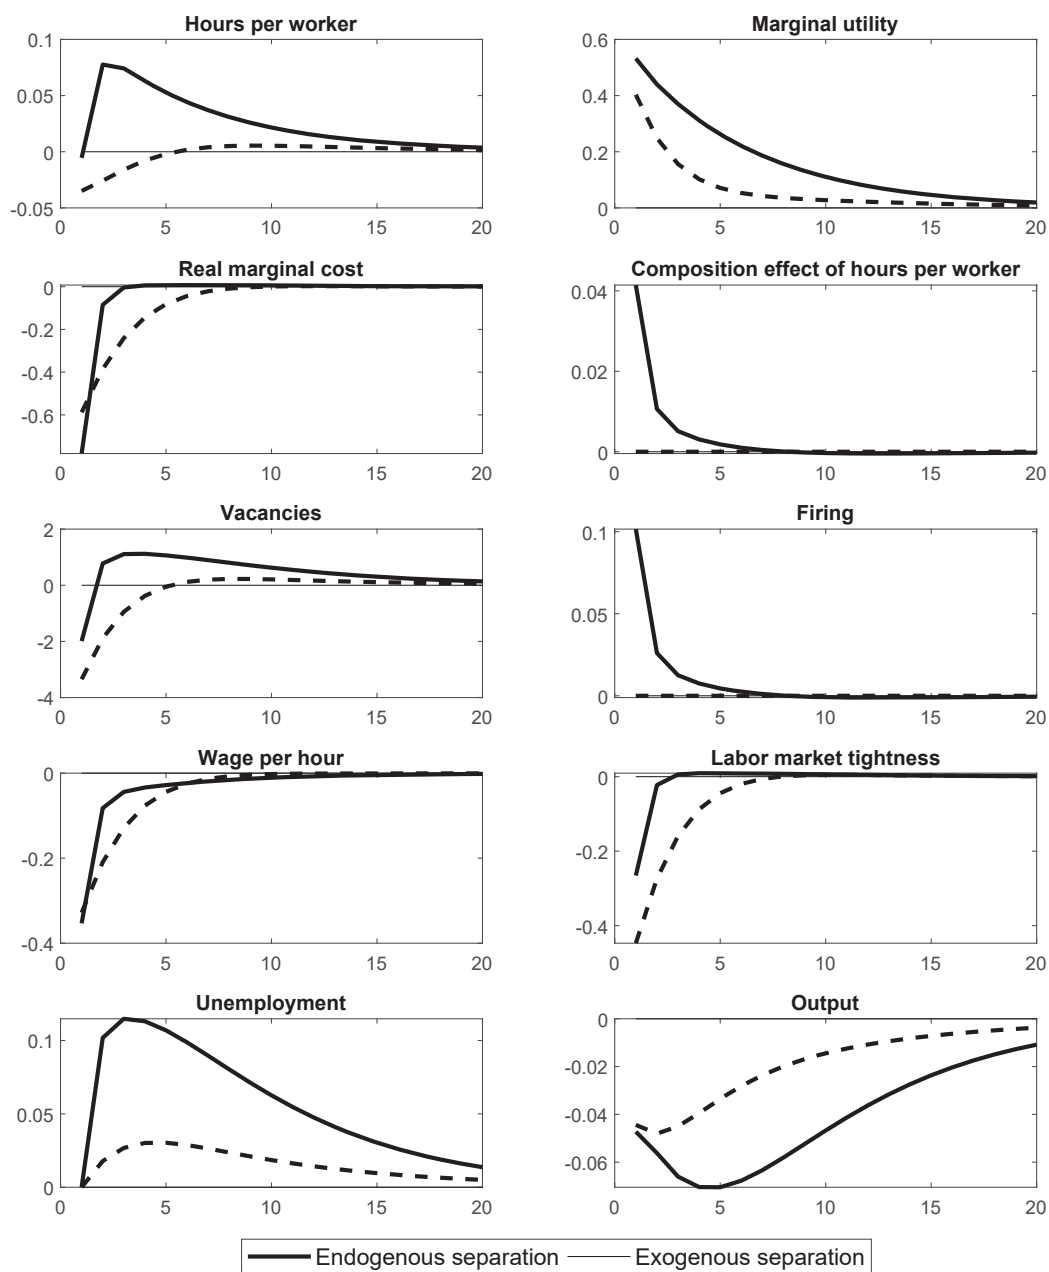 Hours per worker
0.1
0.05
0
-0.05
0 5 10 15 20
Marginal utility
0.6
0.4
0.2
0
0 5 10 15 20
Real marginal cost
0
-0.2
-0.4
-0.6
0 5 10 15 20
Composition effect of hours per worker
0.04
0.02
0
0 5 10 15 20
Vacancies
2
0
-2
-4
0 5 10 15 20
Firing
0.1
0.05
0
0 5 10 15 20
Wage per hour
0
-0.2
-0.4
0 5 10 15 20
Labor market tightness
0
-0.2
-0.4
0 5 10 15 20
Unemployment
0.1
0.05
0
0 5 10 15 20
Output
0
-0.02
-0.04
-0.06
0 5 10 15 20
Endogenous separation Exogenous separation